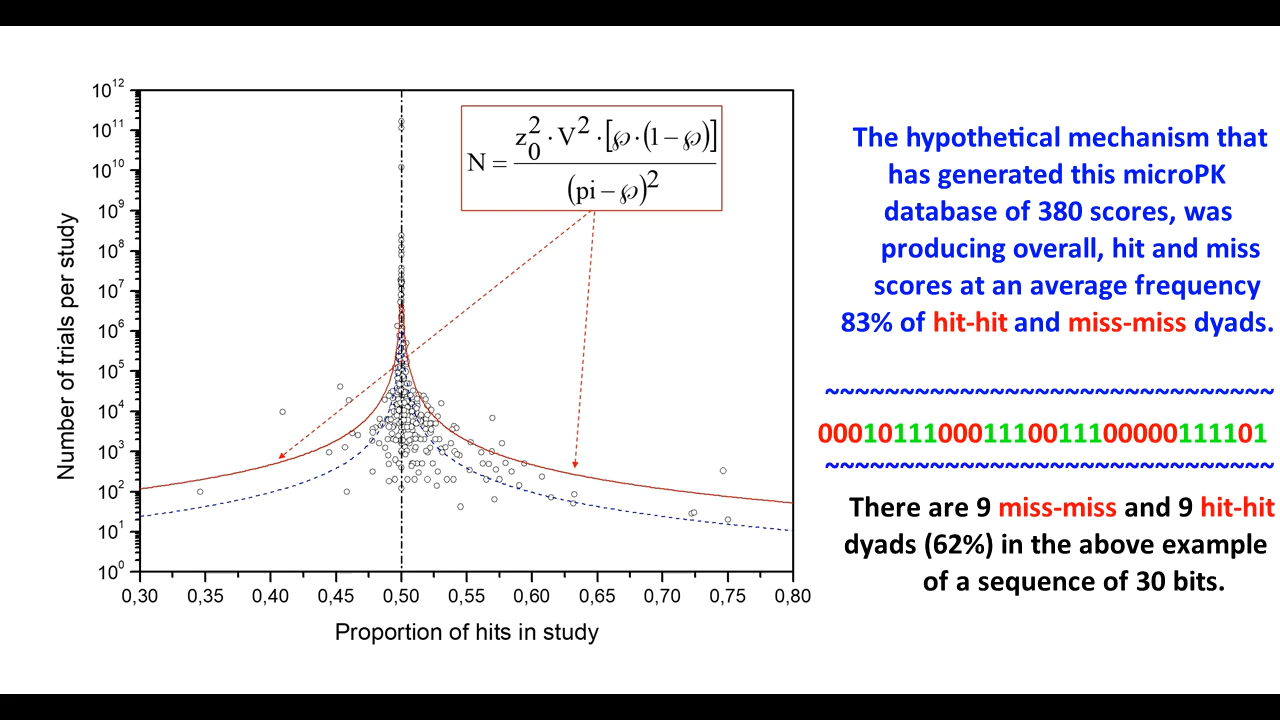 10^12
10^11
10^10
10^9
10^8
10^7
10^6
10^5
10^4
10^3
10^2
10^1
10^0
Number of trials per study
N = z_0^2 · V^2 · [℘ · (1 − ℘)] / (pi − ℘)^2
0,30 0,35 0,40 0,45 0,50 0,55 0,60 0,65 0,70 0,75 0,80
Proportion of hits in study
The hypothetical mechanism that
has generated this microPK
database of 380 scores, was
producing overall, hit and miss
scores at an average frequency
83% of hit-hit and miss-miss dyads.
~~~~~~~~~~~~~~~~~~~~~~~~~~~~~~
000101110001110011100000111101
~~~~~~~~~~~~~~~~~~~~~~~~~~~~~~
There are 9 miss-miss and 9 hit-hit
dyads (62%) in the above example
of a sequence of 30 bits.